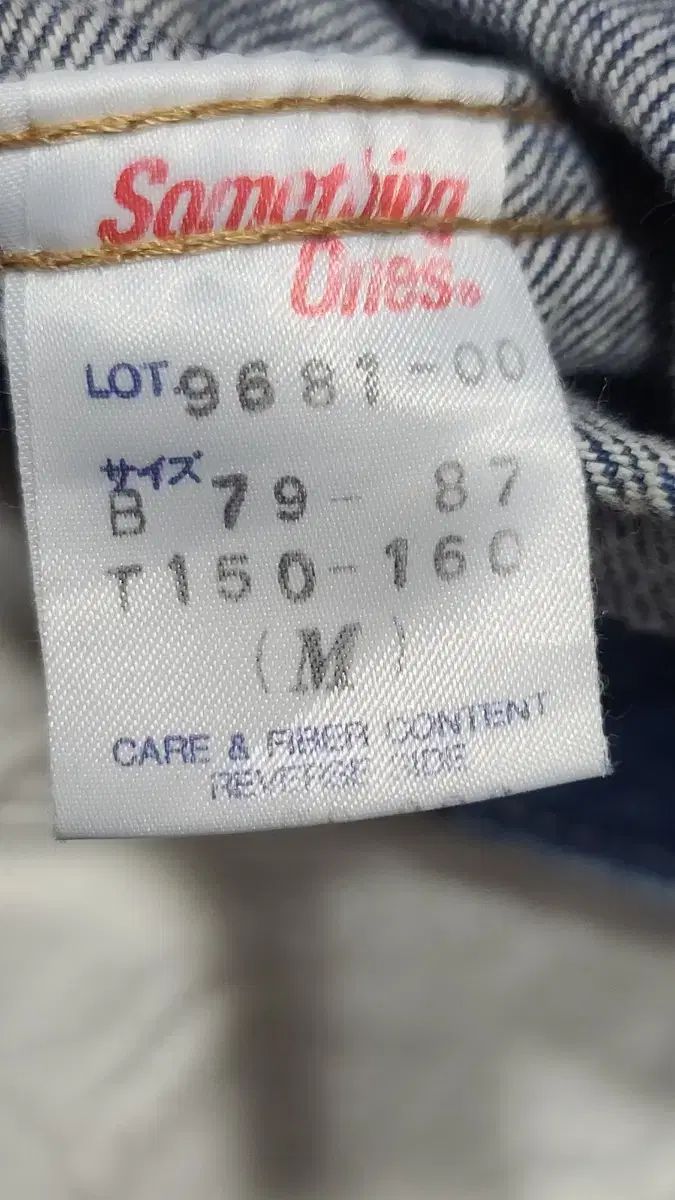 Something
Ones®
LOT.9681-00
サイズ
B 79- 87
T150-160
(M)
CARE & FIBER CONTENT
REVERSE SIDE